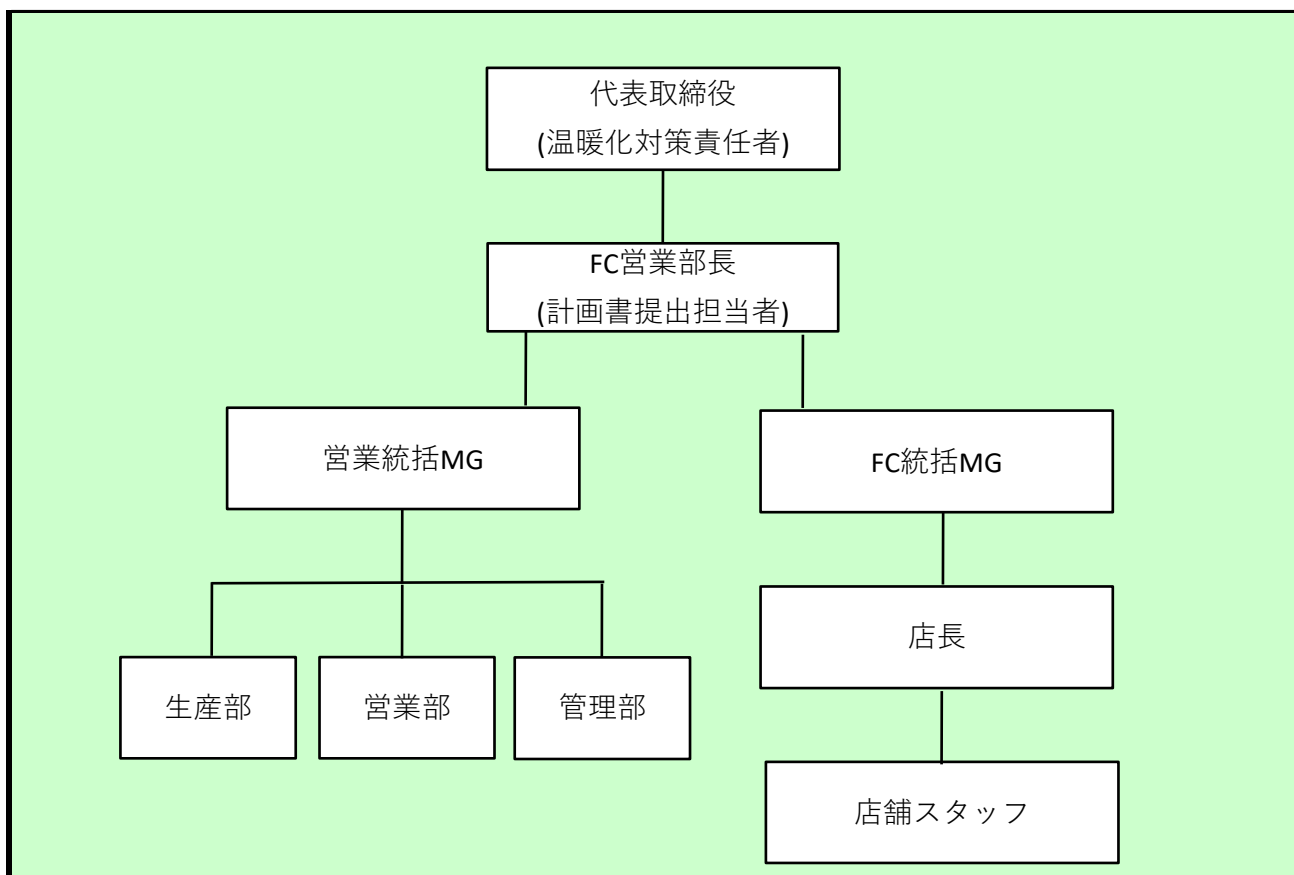 代表取締役
(温暖化対策責任者)
FC営業部長
(計画書提出担当者)
営業統括MG
FC統括MG
店長
生産部
営業部
管理部
店舗スタッフ